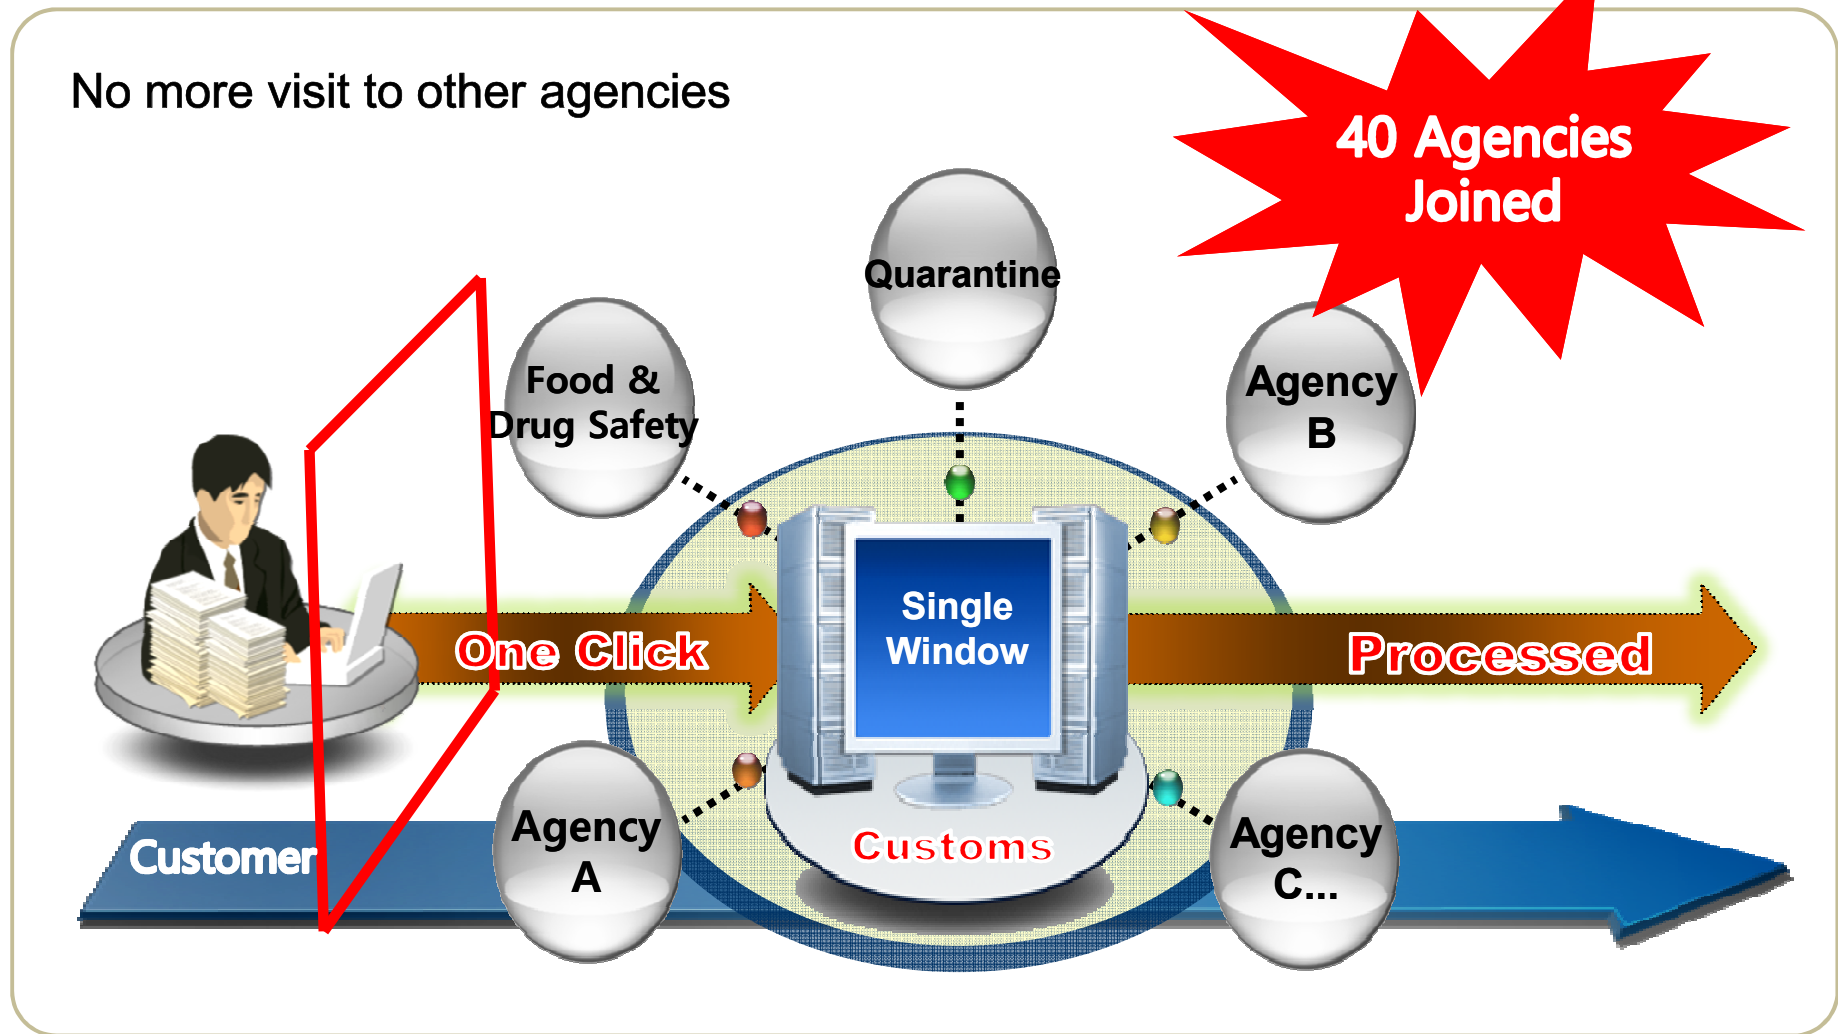 No more visit to other agencies
40 Agencies
Joined
Quarantine
Food &
Drug Safety
Agency
B
One Click
Single
Window
Processed
Customer
Agency
A
Customs
Agency
C...